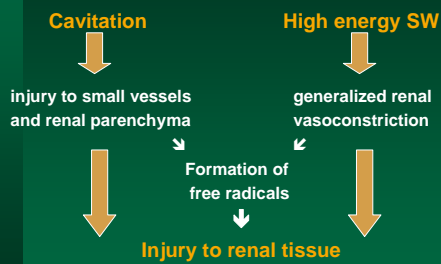 Cavitation
High energy SW
injury to small vessels
and renal parenchyma
generalized renal
vasoconstriction
Formation of
free radicals
Injury to renal tissue